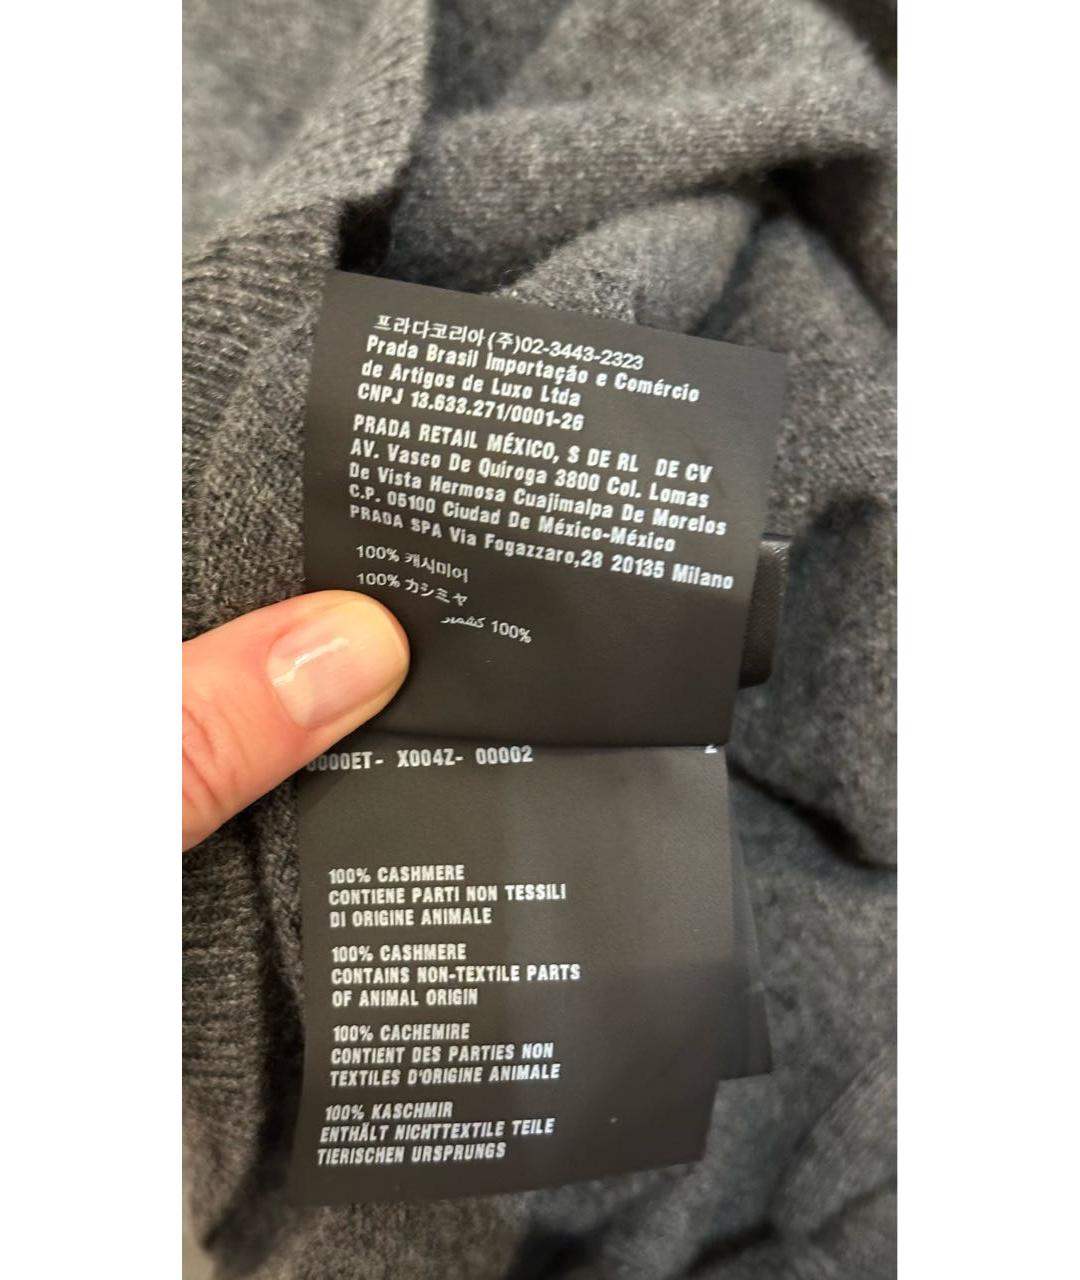 프라다코리아(주)02-3443-2323
Prada Brasil Importação e Comércio
de Artigos de Luxo Ltda
CNPJ 13.633.271/0001-26
PRADA RETAIL MÉXICO, S DE RL DE CV
AV. Vasco De Quiroga 3800 Col. Lomas
De Vista Hermosa Cuajimalpa De Morelos
C.P. 05100 Ciudad De México-México
PRADA SPA Via Fogazzaro,28 20135 Milano
100% 캐시미어
100% カシミヤ
100% كشمير
0000ET- X004Z- 00002
100% CASHMERE
CONTIENE PARTI NON TESSILI
DI ORIGINE ANIMALE
100% CASHMERE
CONTAINS NON-TEXTILE PARTS
OF ANIMAL ORIGIN
100% CACHEMIRE
CONTIENT DES PARTIES NON
TEXTILES D'ORIGINE ANIMALE
100% KASCHMIR
ENTHÄLT NICHTTEXTILE TEILE
TIERISCHEN URSPRUNGS